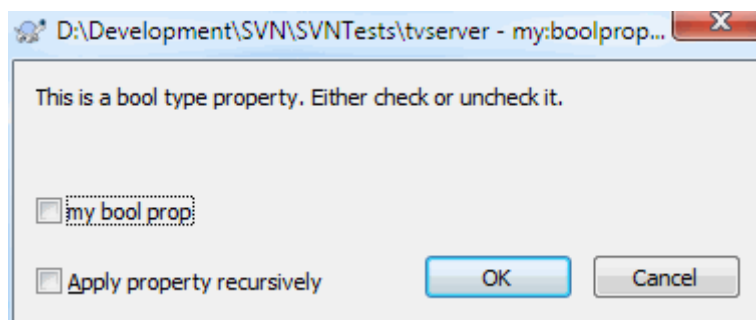 D:\Development\SVN\SVNTests\tvserver - my:boolprop...
This is a bool type property. Either check or uncheck it.
my bool prop
Apply property recursively
OK
Cancel